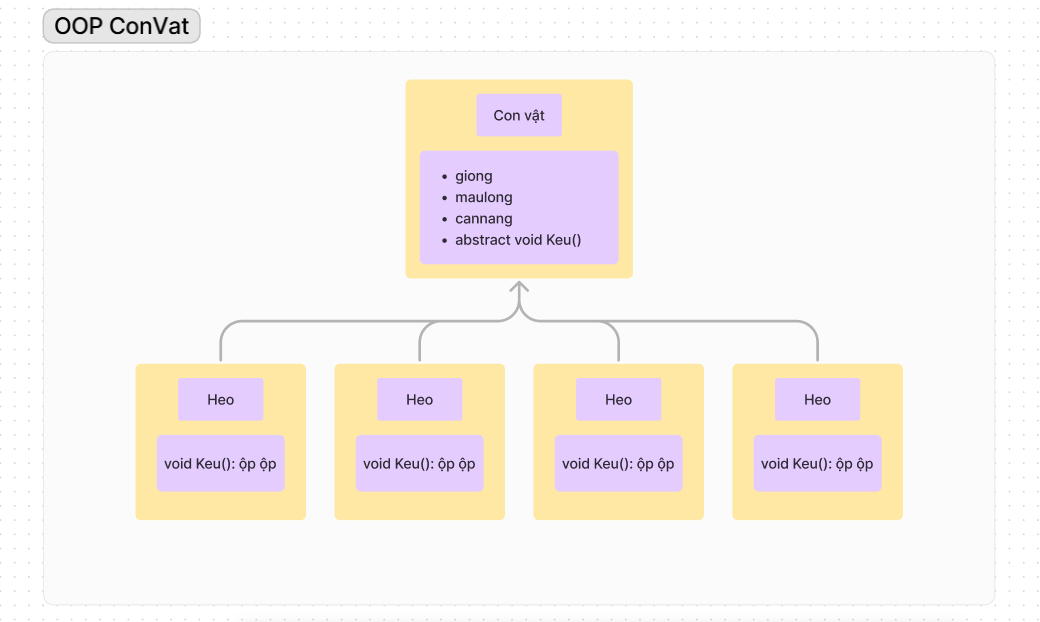 OOP ConVat
Con vật
• giong
• maulong
• cannang
• abstract void Keu()
Heo
Heo
Heo
Heo
void Keu(): ộp ộp
void Keu(): ộp ộp
void Keu(): ộp ộp
void Keu(): ộp ộp